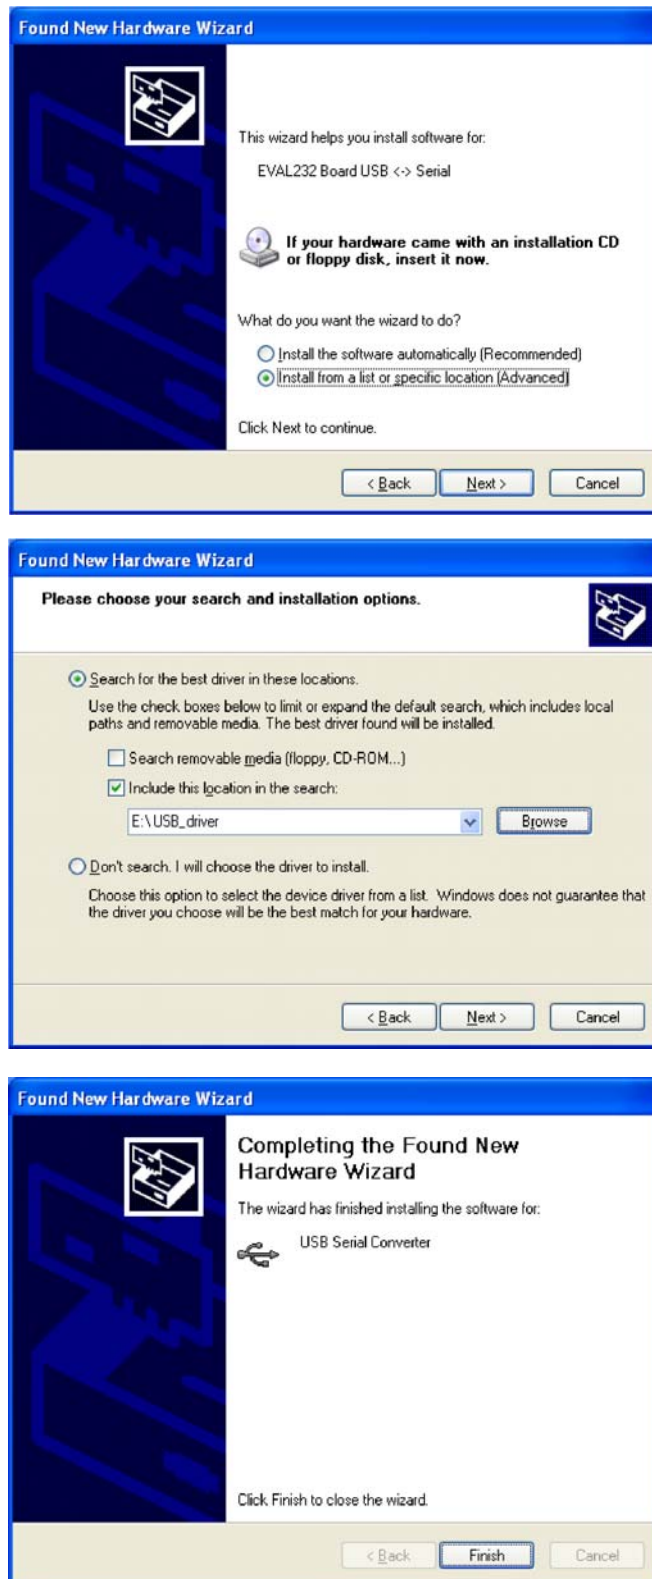 Found New Hardware Wizard
This wizard helps you install software for:
EVAL232 Board USB <-> Serial
If your hardware came with an installation CD
or floppy disk, insert it now.
What do you want the wizard to do?
Install the software automatically (Recommended)
Install from a list or specific location (Advanced)
Click Next to continue.
< Back Next > Cancel
Found New Hardware Wizard
Please choose your search and installation options.
Search for the best driver in these locations.
Use the check boxes below to limit or expand the default search, which includes local
paths and removable media. The best driver found will be installed.
Search removable media (floppy, CD-ROM...)
Include this location in the search:
E:\USB_driver Browse
Don't search. I will choose the driver to install.
Choose this option to select the device driver from a list. Windows does not guarantee that
the driver you choose will be the best match for your hardware.
< Back Next > Cancel
Found New Hardware Wizard
Completing the Found New
Hardware Wizard
The wizard has finished installing the software for:
USB Serial Converter
Click Finish to close the wizard.
< Back Finish Cancel